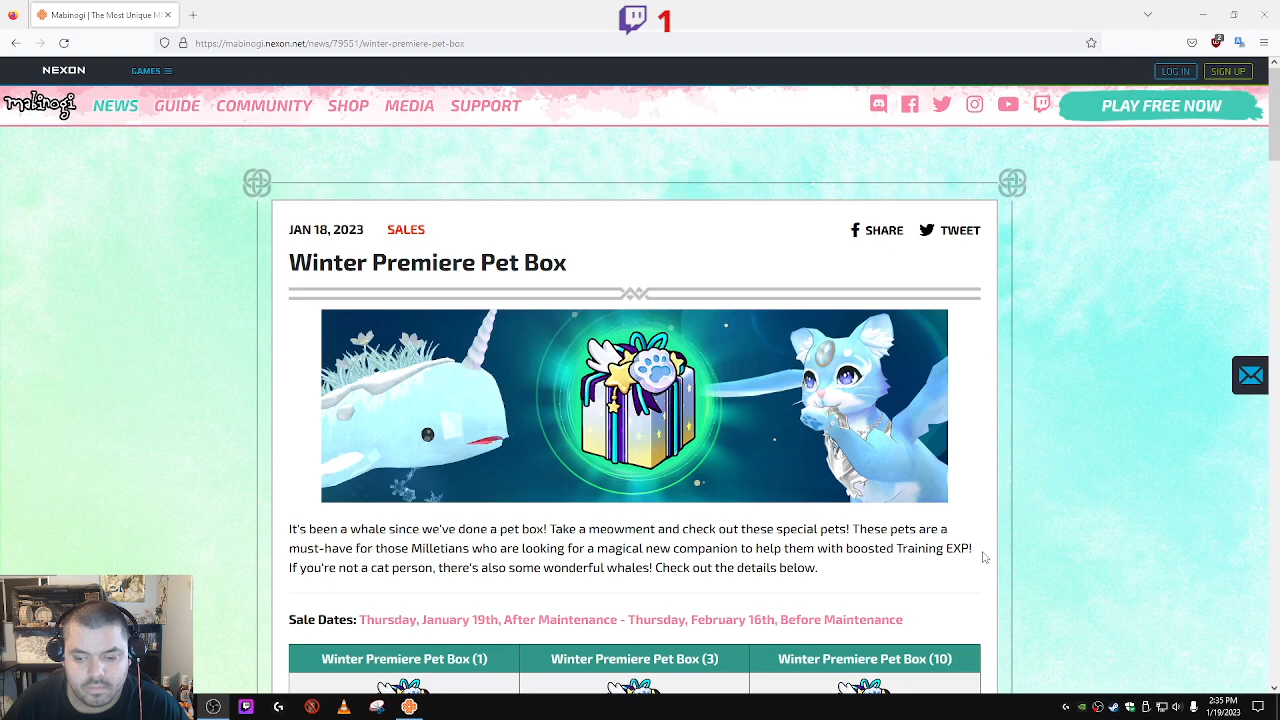 1
Mabinogi | The Most Unique M
https://mabinogi.nexon.net/news/79551/winter-premiere-pet-box
2
NEXON GAMES LOG IN SIGN UP
mabinogi NEWS GUIDE COMMUNITY SHOP MEDIA SUPPORT PLAY FREE NOW
JAN 18, 2023 SALES SHARE TWEET
Winter Premiere Pet Box
It's been a whale since we've done a pet box! Take a meowment and check out these special pets! These pets are a
must-have for those Milletians who are looking for a magical new companion to help them with boosted Training EXP!
If you're not a cat person, there's also some wonderful whales! Check out the details below.
Sale Dates: Thursday, January 19th, After Maintenance - Thursday, February 16th, Before Maintenance
Winter Premiere Pet Box (1) Winter Premiere Pet Box (3) Winter Premiere Pet Box (10)
2:35 PM
1/19/2023